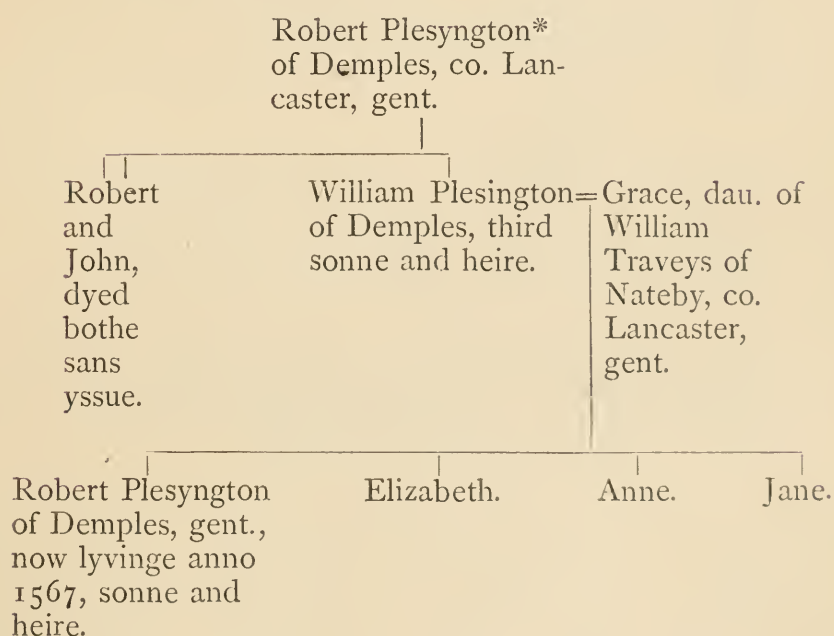 Robert Plesyngton*
of Demples, co. Lan-
caster, gent.
Robert
and
John,
dyed
bothe
sans
yssue.
William Plesington=
of Demples, third
sonne and heire.
Grace, dau. of
William
Traveys of
Nateby, co.
Lancaster,
gent.
Robert Plesyngton
of Demples, gent.,
now lyvinge anno
1567, sonne and
heire.
Elizabeth.
Anne.
Jane.